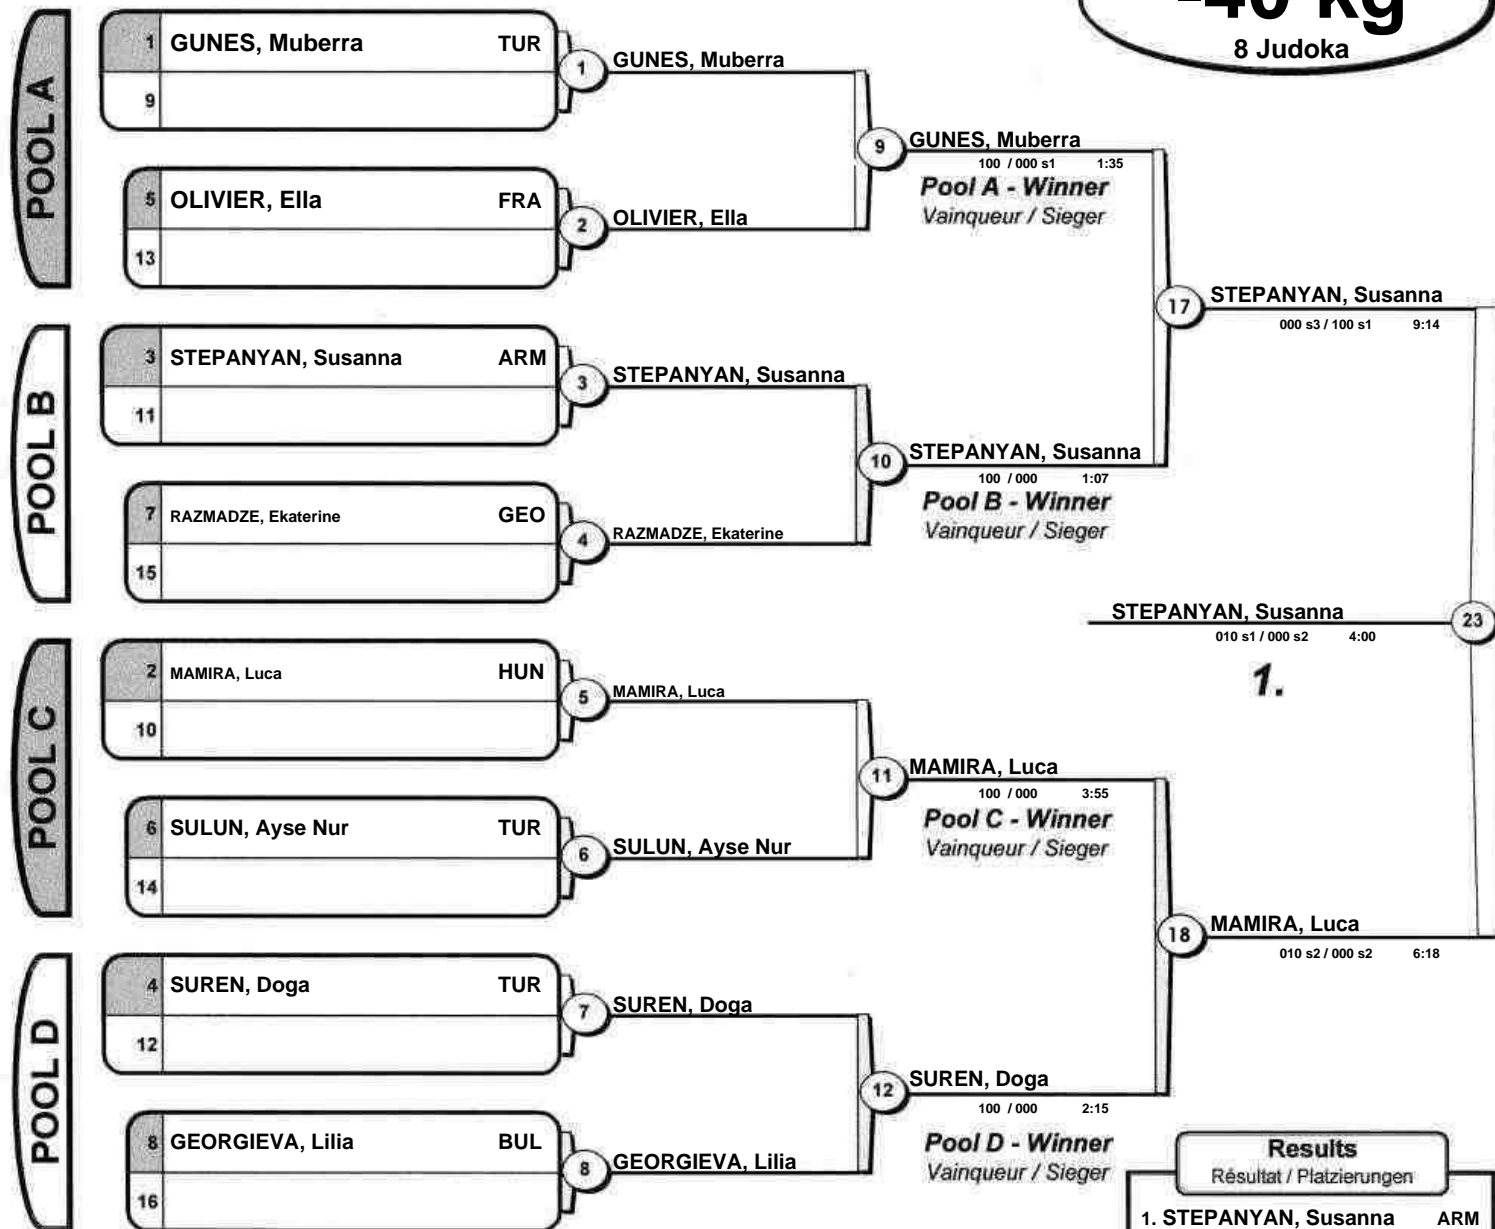 -40 kg
8 Judoka
POOL A
1 GUNES, Muberra TUR
9
5 OLIVIER, Ella FRA
13
1 GUNES, Muberra
2 OLIVIER, Ella
9 GUNES, Muberra
100 / 000 s1 1:35
Pool A - Winner
Vainqueur / Sieger
POOL B
3 STEPANYAN, Susanna ARM
11
7 RAZMADZE, Ekaterine GEO
15
3 STEPANYAN, Susanna
4 RAZMADZE, Ekaterine
10 STEPANYAN, Susanna
100 / 000 1:07
Pool B - Winner
Vainqueur / Sieger
17 STEPANYAN, Susanna
000 s3 / 100 s1 9:14
STEPANYAN, Susanna 23
010 s1 / 000 s2 4:00
1.
POOL C
2 MAMIRA, Luca HUN
10
6 SULUN, Ayse Nur TUR
14
5 MAMIRA, Luca
6 SULUN, Ayse Nur
11 MAMIRA, Luca
100 / 000 3:55
Pool C - Winner
Vainqueur / Sieger
POOL D
4 SUREN, Doga TUR
12
8 GEORGIEVA, Lilia BUL
16
7 SUREN, Doga
8 GEORGIEVA, Lilia
12 SUREN, Doga
100 / 000 2:15
Pool D - Winner
Vainqueur / Sieger
18 MAMIRA, Luca
010 s2 / 000 s2 6:18
Results
Résultat / Platzierungen
1. STEPANYAN, Susanna ARM